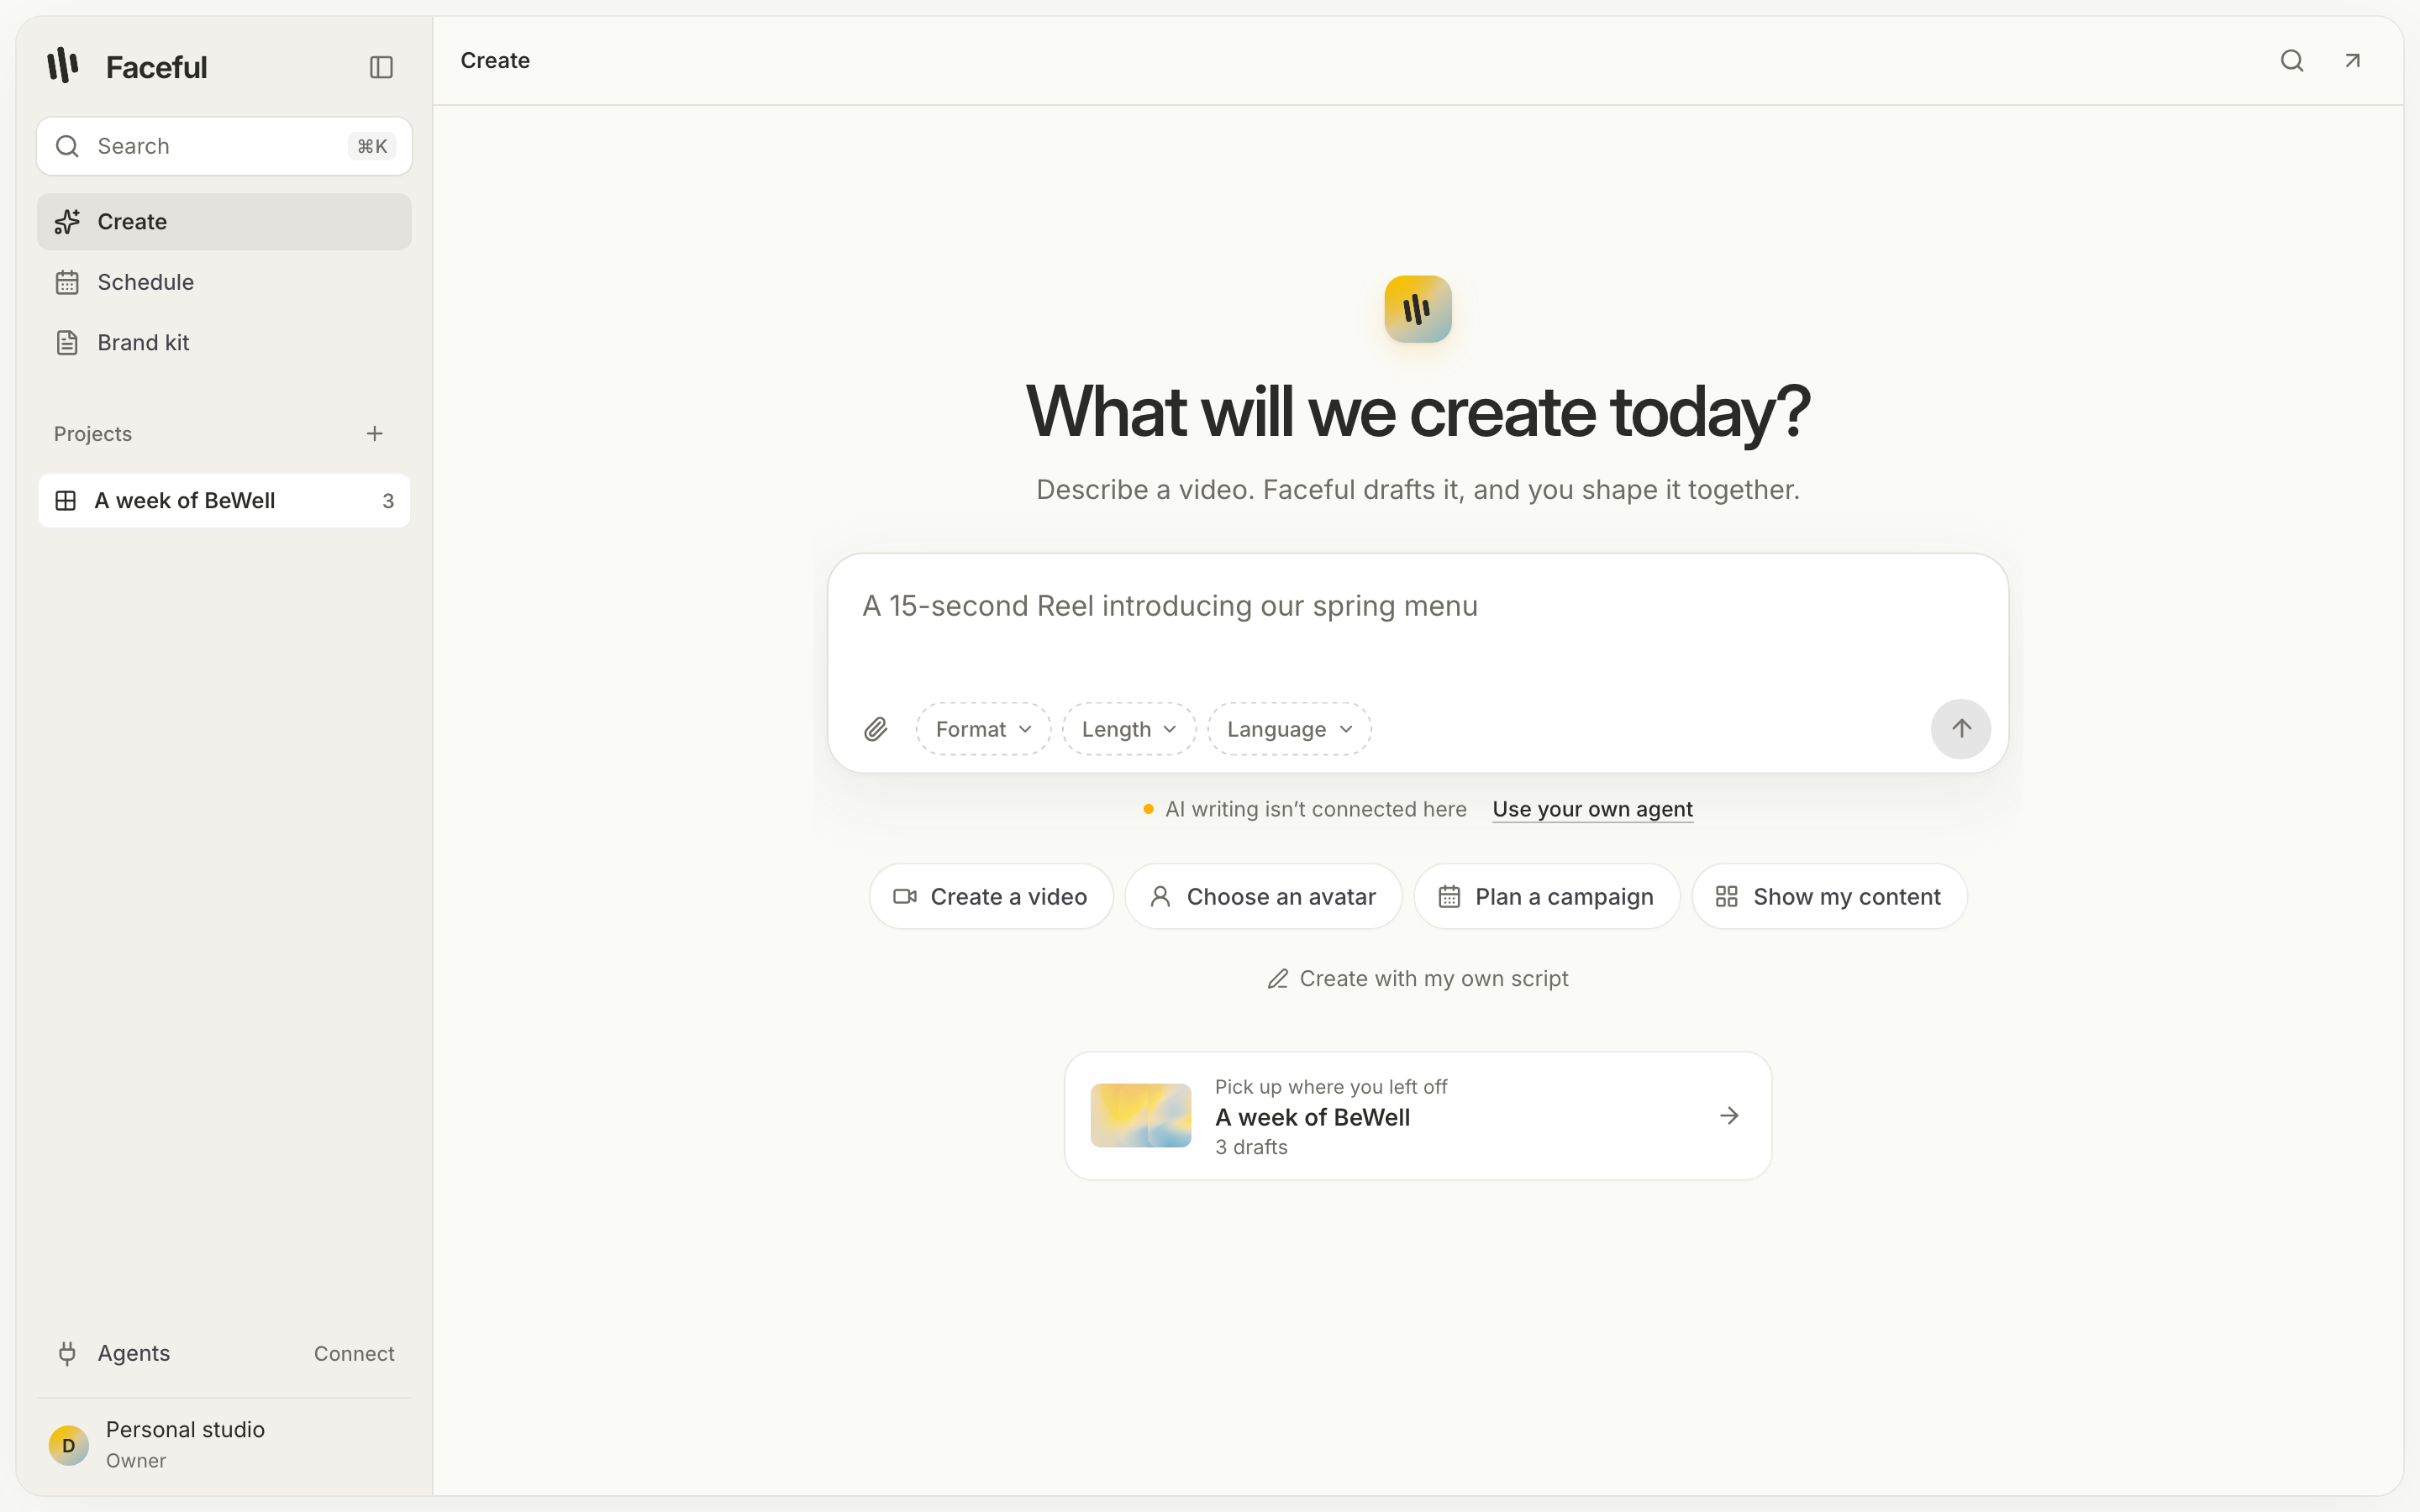 Faceful
Create
Search
⌘K
Create
Schedule
Brand kit
Projects
A week of BeWell
3
What will we create today?
Describe a video. Faceful drafts it, and you shape it together.
A 15-second Reel introducing our spring menu
Format
Length
Language
AI writing isn’t connected here
Use your own agent
Create a video
Choose an avatar
Plan a campaign
Show my content
Create with my own script
Pick up where you left off
A week of BeWell
3 drafts
Agents
Connect
D
Personal studio
Owner